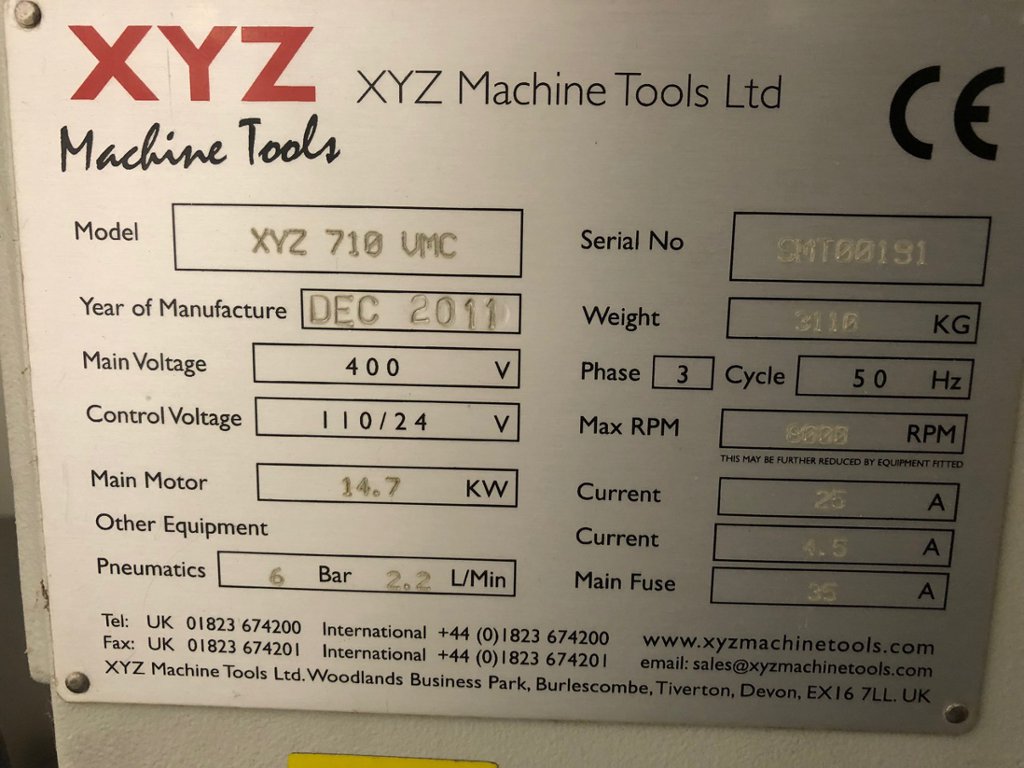 XYZ
Machine Tools
XYZ Machine Tools Ltd
CE
Model XYZ 710 VMC
Serial No SMT00191
Year of Manufacture DEC 2011
Weight 3110 KG
Main Voltage 400 V
Phase 3 Cycle 50 Hz
Control Voltage 110/24 V
Max RPM RPM
THIS MAY BE FURTHER REDUCED BY EQUIPMENT FITTED
Main Motor 14.7 KW
Current 25 A
Other Equipment
Current 4.5 A
Pneumatics 6 Bar 2.2 L/Min
Main Fuse 35 A
Tel: UK 01823 674200 International +44 (0)1823 674200 www.xyzmachinetools.com
Fax: UK 01823 674201 International +44 (0)1823 674201 email: sales@xyzmachinetools.com
XYZ Machine Tools Ltd. Woodlands Business Park, Burlescombe, Tiverton, Devon, EX16 7LL. UK